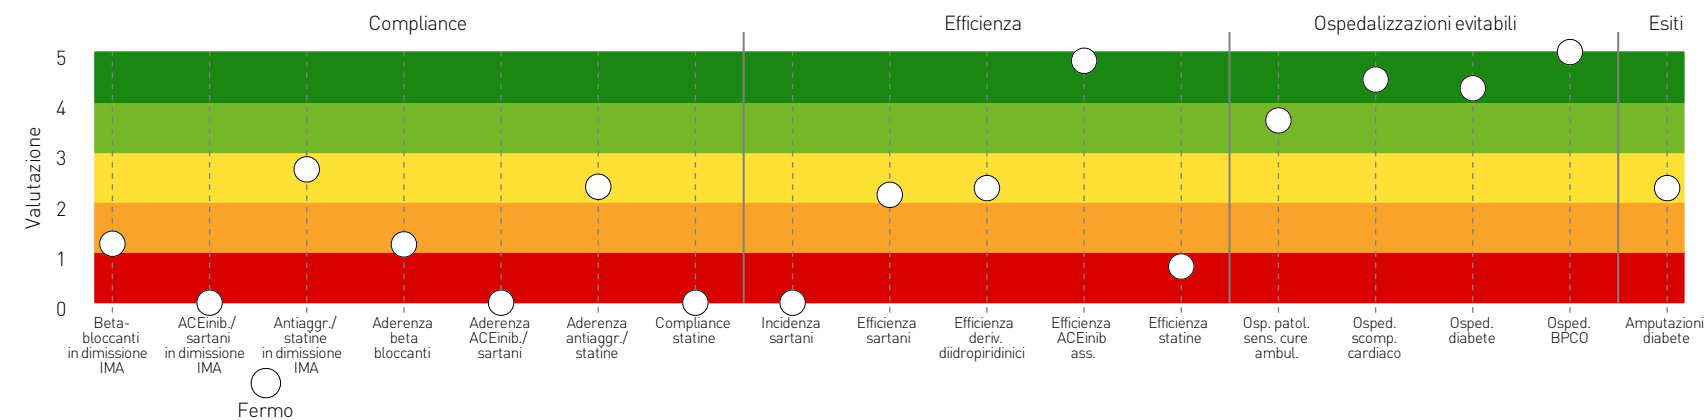 Compliance
Efficienza
Ospedalizzazioni evitabili
Esiti
Valutazione
5
4
3
2
1
0
Beta-
bloccanti
in dimissione
IMA
ACEinib./
sartani
in dimissione
IMA
Antiaggr./
statine
in dimissione
IMA
Aderenza
beta
bloccanti
Aderenza
ACEinib./
sartani
Aderenza
antiaggr./
statine
Compliance
statine
Incidenza
sartani
Efficienza
sartani
Efficienza
deriv.
diidropiridinici
Efficienza
ACEinib
ass.
Efficienza
statine
Osp. patol.
sens. cure
ambul.
Osped.
scomp.
cardiaco
Osped.
diabete
Osped.
BPCO
Amputazioni
diabete
Fermo